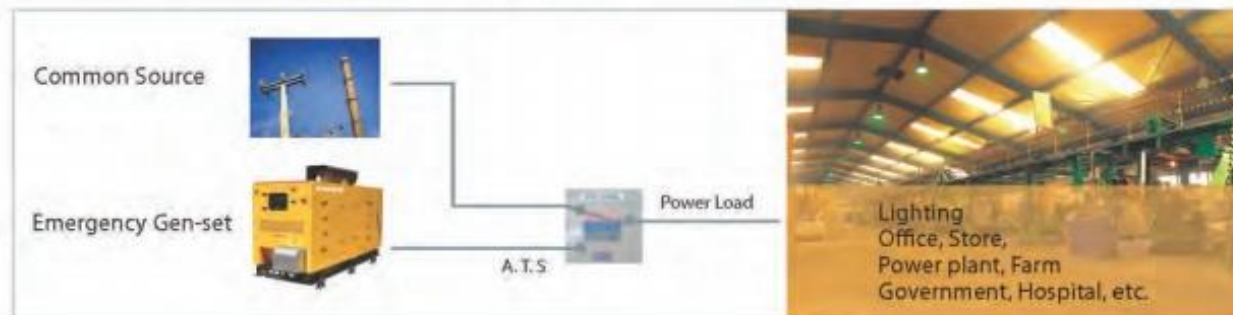 Common Source
Emergency Gen-set
A. T. S
Power Load
Lighting
Office, Store,
Power plant, Farm
Government, Hospital, etc.